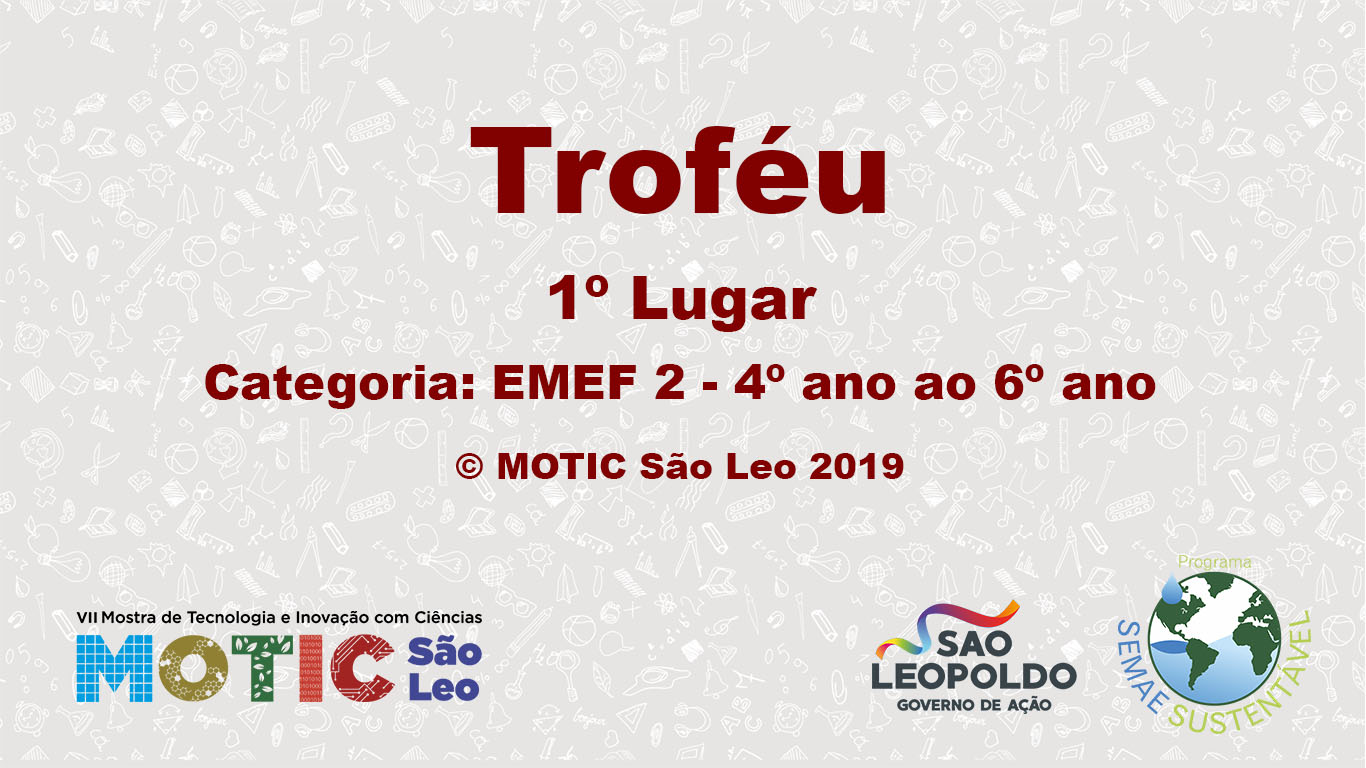 Troféu
1º Lugar
Categoria: EMEF 2 - 4º ano ao 6º ano
© MOTIC São Leo 2019
VII Mostra de Tecnologia e Inovação com Ciências
MOTIC São Leo
SÃO LEOPOLDO
GOVERNO DE AÇÃO
Programa
SEMAE SUSTENTÁVEL